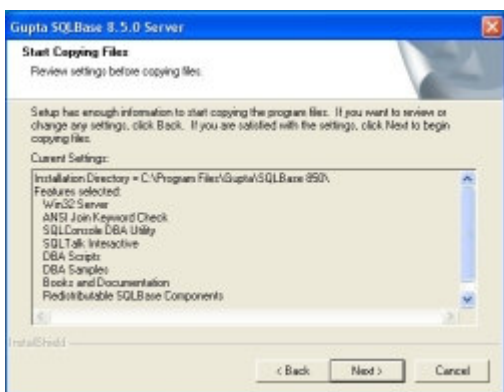 Gupta SQLBase 8.5.0 Server
Start Copying Files
Review settings before copying files.
Setup has enough information to start copying the program files. If you want to review or
change any settings, click Back. If you are satisfied with the settings, click Next to begin
copying files.
Current Settings:
Installation Directory = C:\Program Files\Gupta\SQLBase 850\
Features selected:
Win32 Server
ANSI Join Keyword Check
SQLConsole DBA Utility
SQLTalk Interactive
DBA Scripts
DBA Samples
Books and Documentation
Redistributable SQLBase Components
InstallShield
< Back
Next >
Cancel